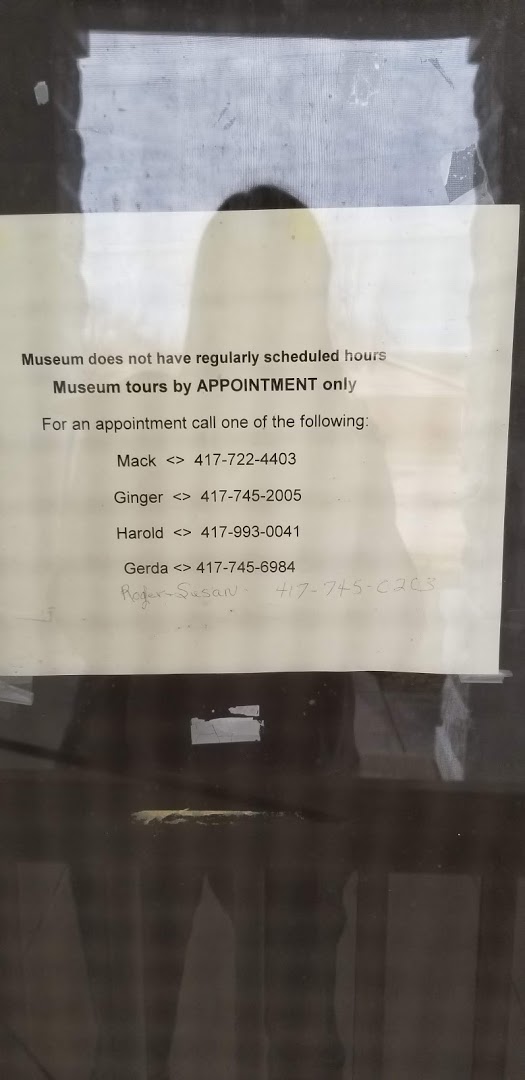 Museum does not have regularly scheduled hours
Museum tours by APPOINTMENT only
For an appointment call one of the following:
Mack <> 417-722-4403
Ginger <> 417-745-2005
Harold <> 417-993-0041
Gerda <> 417-745-6984
Roger-Susan-